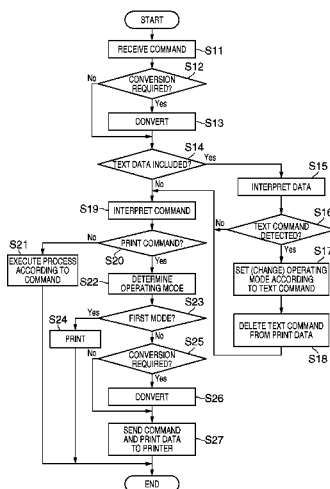 START
RECEIVE COMMAND
S11
S12
CONVERSION
REQUIRED?
No
Yes
CONVERT
S13
S14
TEXT DATA INCLUDED?
Yes
No
S15
INTERPRET DATA
S16
TEXT COMMAND
DETECTED?
No
Yes
S17
SET (CHANGE) OPERATING
MODE ACCORDING
TO TEXT COMMAND
DELETE TEXT COMMAND
FROM PRINT DATA
S18
S19
INTERPRET COMMAND
PRINT COMMAND?
No
S20
Yes
S21
EXECUTE PROCESS
ACCORDING TO
COMMAND
S22
DETERMINE
OPERATING MODE
S23
FIRST MODE?
Yes
No
S24
PRINT
S25
CONVERSION
REQUIRED?
No
Yes
CONVERT
S26
SEND COMMAND
AND PRINT DATA
TO PRINTER
S27
END